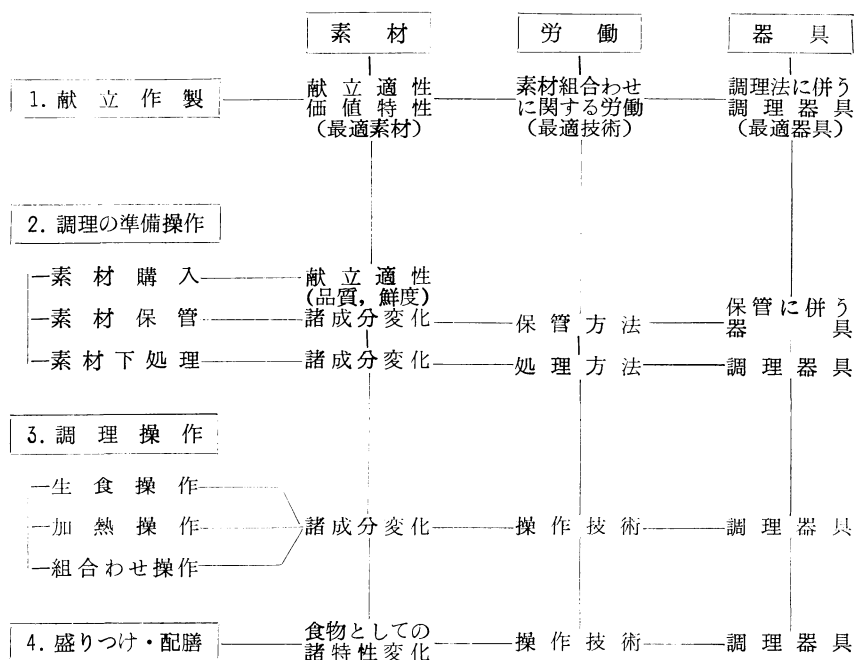 素材 労働 器具
献立適性 素材組合わせ 調理法に併う
1. 献立作製 価値特性 に関する労働 調理器具
(最適素材) (最適技術) (最適器具)
2. 調理の準備操作
素材購入 献立適性
(品質, 鮮度)
保管に併う
素材保管 諸成分変化 保管方法 器具
素材下処理 諸成分変化 処理方法 調理器具
3. 調理操作
生食操作
加熱操作 諸成分変化 操作技術 調理器具
組合わせ操作
食物としての
4. 盛りつけ・配膳 諸特性変化 操作技術 調理器具